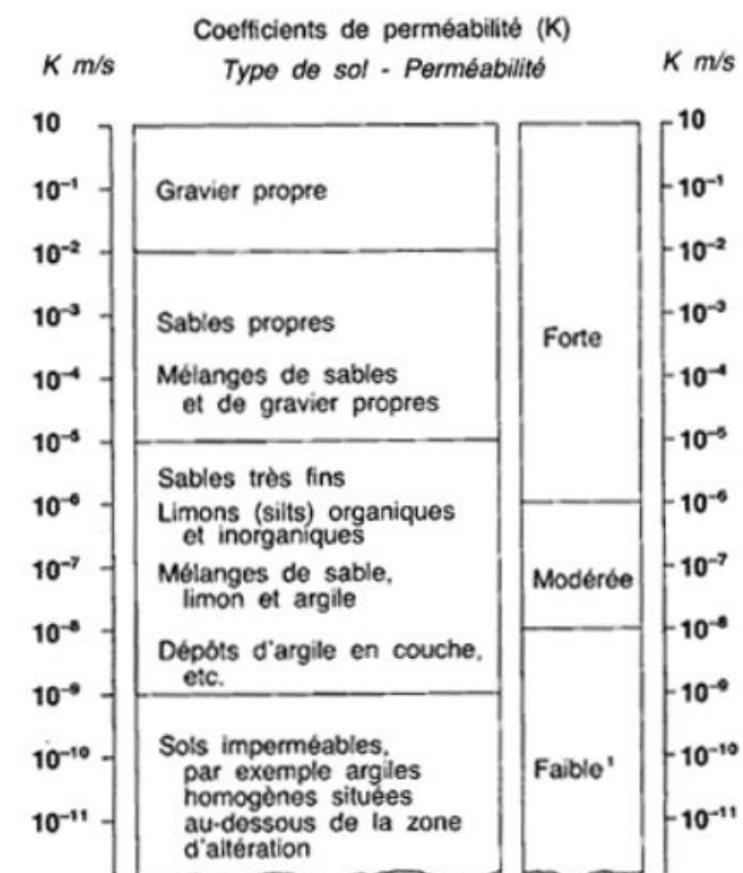 Coefficients de perméabilité (K)
K m/s
Type de sol - Perméabilité
K m/s
10
10⁻¹
10⁻²
10⁻³
10⁻⁴
10⁻⁵
10⁻⁶
10⁻⁷
10⁻⁸
10⁻⁹
10⁻¹⁰
10⁻¹¹
Gravier propre
Sables propres
Mélanges de sables
et de gravier propres
Sables très fins
Limons (silts) organiques
et inorganiques
Mélanges de sable,
limon et argile
Dépôts d'argile en couche,
etc.
Sols imperméables,
par exemple argiles
homogènes situées
au-dessous de la zone
d'altération
Forte
Modérée
Faible¹
10
10⁻¹
10⁻²
10⁻³
10⁻⁴
10⁻⁵
10⁻⁶
10⁻⁷
10⁻⁸
10⁻⁹
10⁻¹⁰
10⁻¹¹